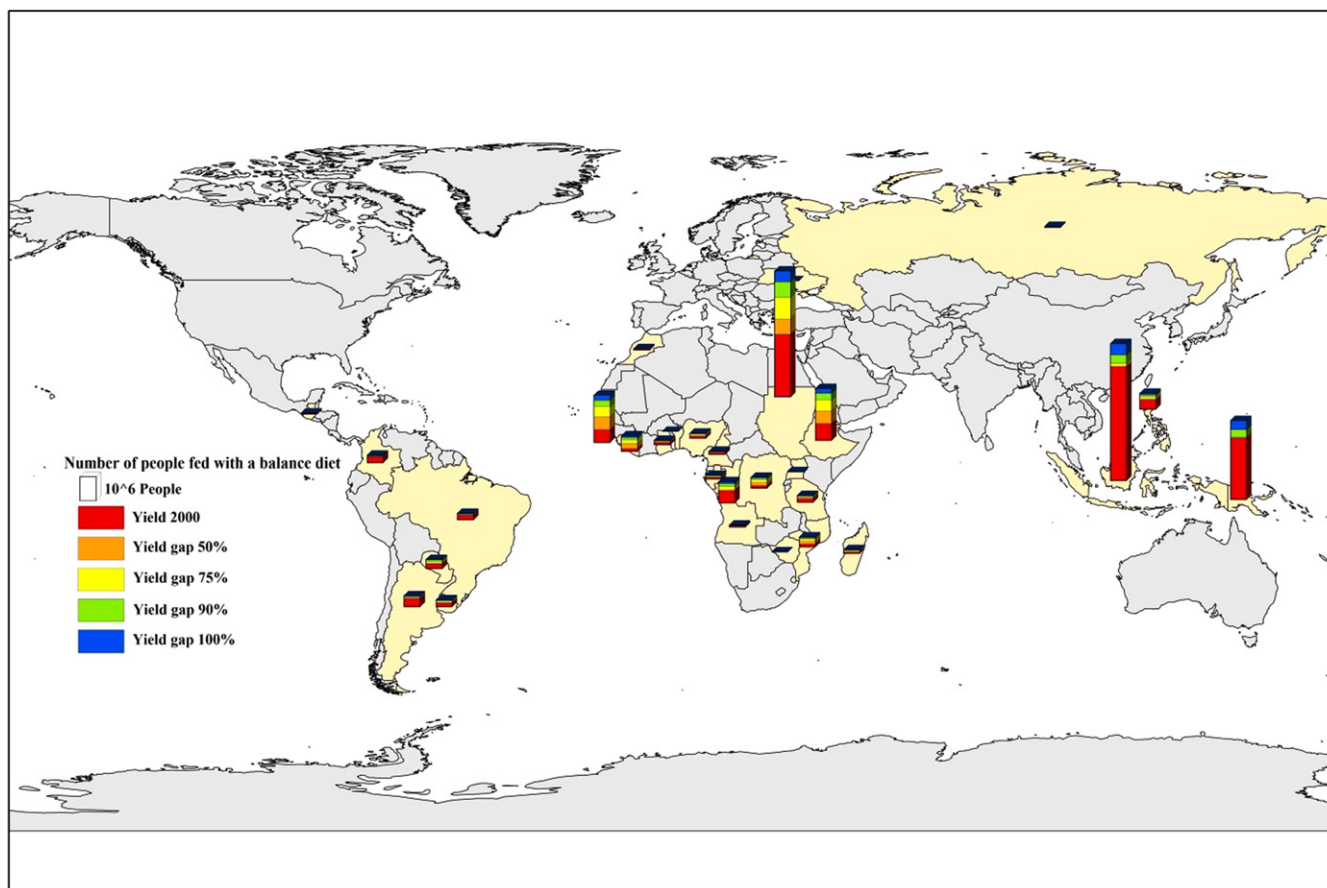 Number of people fed with a balance diet
10^6 People
Yield 2000
Yield gap 50%
Yield gap 75%
Yield gap 90%
Yield gap 100%